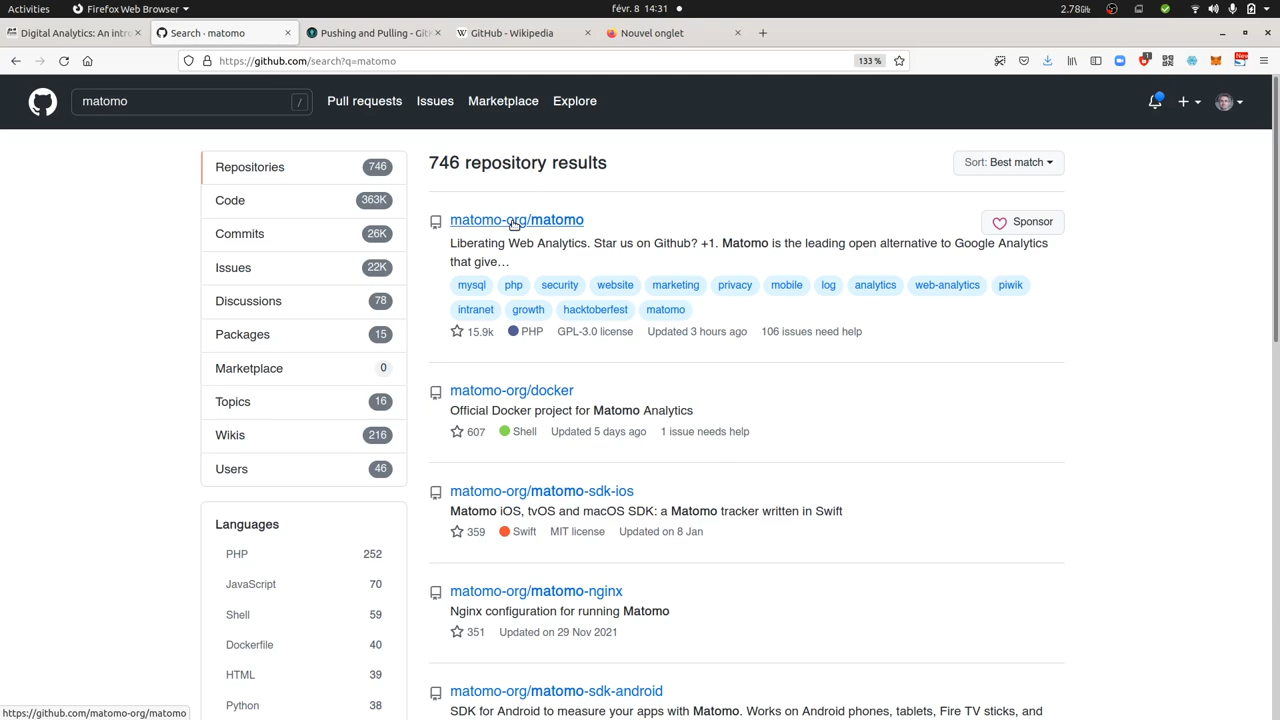 Activities
Firefox Web Browser
févr. 8 14:31
2.78GHz
Digital Analytics: An intro
Search · matomo
Pushing and Pulling - Git
GitHub - Wikipedia
Nouvel onglet
https://github.com/search?q=matomo
133 %
1
New
matomo
/
Pull requests
Issues
Marketplace
Explore
Repositories 746
Code 363K
Commits 26K
Issues 22K
Discussions 78
Packages 15
Marketplace 0
Topics 16
Wikis 216
Users 46
Languages
PHP 252
JavaScript 70
Shell 59
Dockerfile 40
HTML 39
Python 38
746 repository results
Sort: Best match
matomo-org/matomo
Sponsor
Liberating Web Analytics. Star us on Github? +1. Matomo is the leading open alternative to Google Analytics
that give…
mysql php security website marketing privacy mobile log analytics web-analytics piwik
intranet growth hacktoberfest matomo
15.9k PHP GPL-3.0 license Updated 3 hours ago 106 issues need help
matomo-org/docker
Official Docker project for Matomo Analytics
607 Shell Updated 5 days ago 1 issue needs help
matomo-org/matomo-sdk-ios
Matomo iOS, tvOS and macOS SDK: a Matomo tracker written in Swift
359 Swift MIT license Updated on 8 Jan
matomo-org/matomo-nginx
Nginx configuration for running Matomo
351 Updated on 29 Nov 2021
matomo-org/matomo-sdk-android
SDK for Android to measure your apps with Matomo. Works on Android phones, tablets, Fire TV sticks, and
https://github.com/matomo-org/matomo